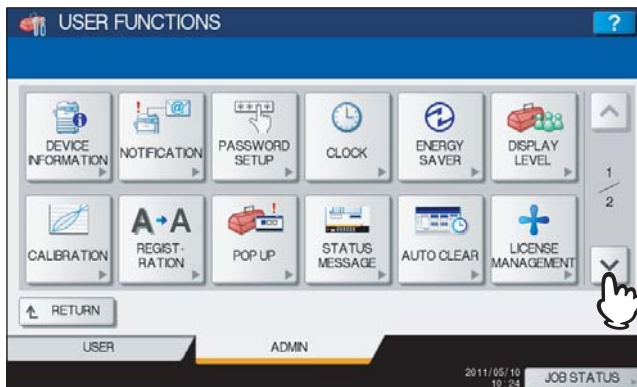 USER FUNCTIONS
?
DEVICE
INFORMATION
NOTIFICATION
PASSWORD
SETUP
CLOCK
ENERGY
SAVER
DISPLAY
LEVEL
1
2
CALIBRATION
A A
REGIST-
RATION
POP UP
STATUS
MESSAGE
AUTO CLEAR
LICENSE
MANAGEMENT
RETURN
USER
ADMIN
2011/05/10
10:24
JOB STATUS